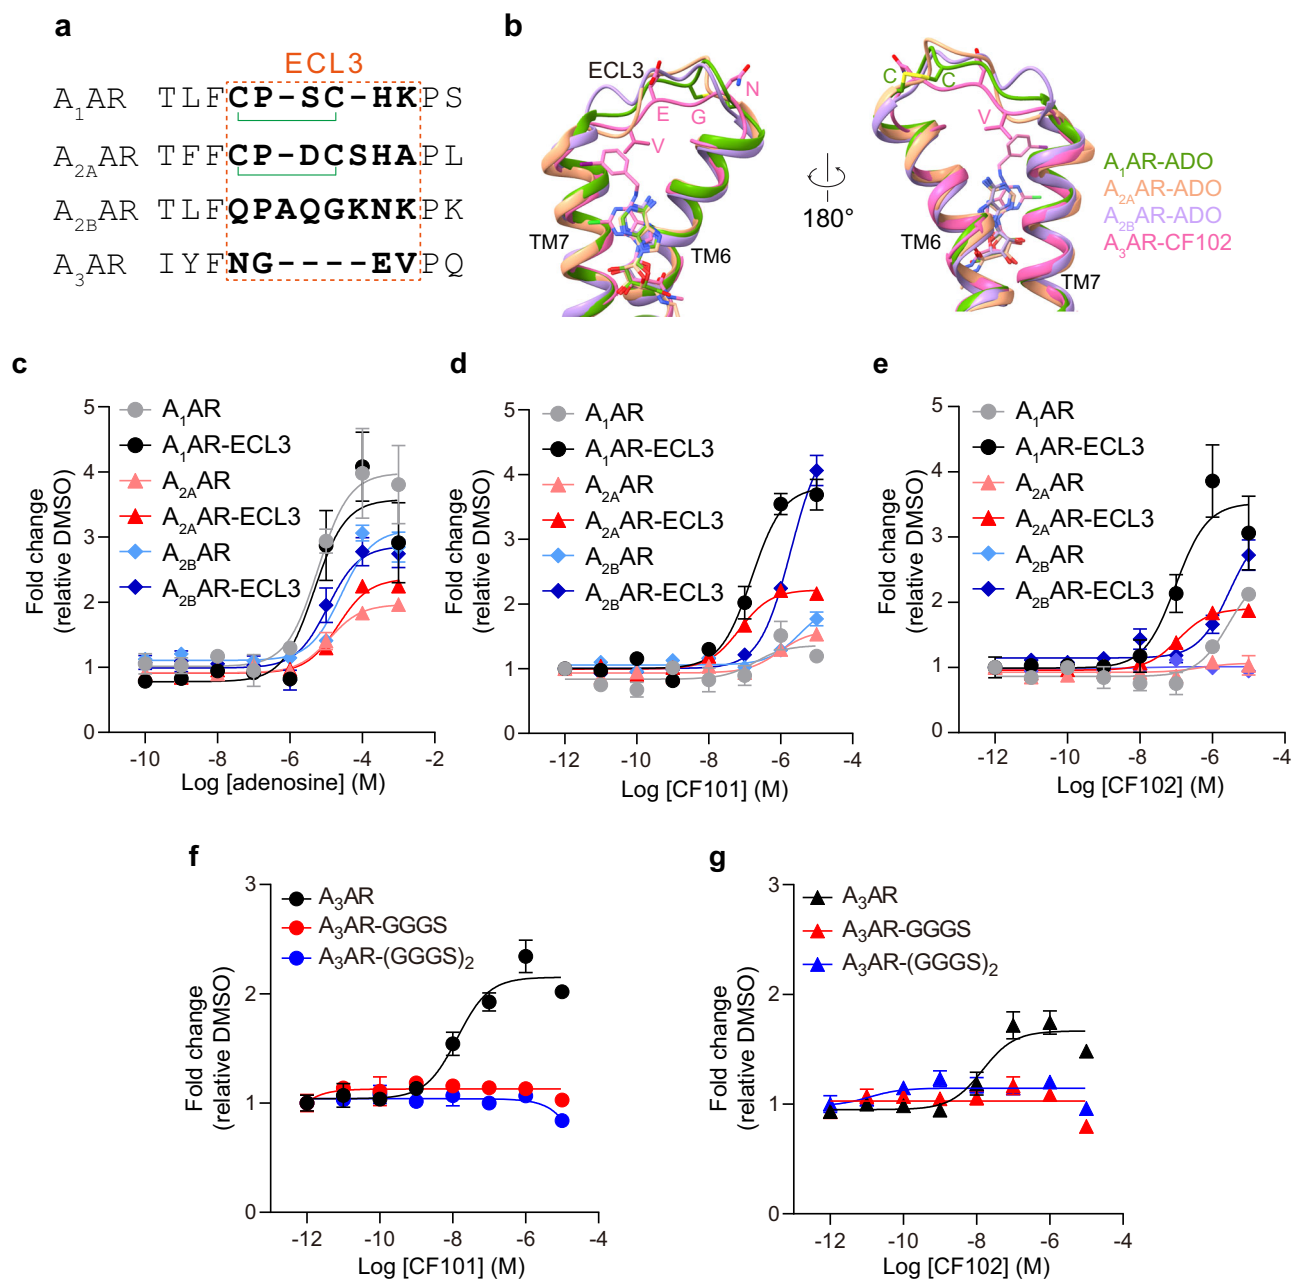 a
ECL3
A1AR TLFCP-SC-HKPS
A2AAR TFFCP-DCSHAPL
A2BAR TLFQPAQGKNKPK
A3AR IYFNG----EVPQ
b
ECL3
N
E
G
V
TM7
TM6
180°
C
C
V
TM6
TM7
A1AR-ADO
A2AAR-ADO
A2BAR-ADO
A3AR-CF102
c
A1AR
A1AR-ECL3
A2AAR
A2AAR-ECL3
A2BAR
A2BAR-ECL3
Fold change
(relative DMSO)
5
4
3
2
1
0
-10 -8 -6 -4 -2
Log [adenosine] (M)
d
A1AR
A1AR-ECL3
A2AAR
A2AAR-ECL3
A2BAR
A2BAR-ECL3
Fold change
(relative DMSO)
5
4
3
2
1
0
-12 -10 -8 -6 -4
Log [CF101] (M)
e
A1AR
A1AR-ECL3
A2AAR
A2AAR-ECL3
A2BAR
A2BAR-ECL3
Fold change
(relative DMSO)
5
4
3
2
1
0
-12 -10 -8 -6 -4
Log [CF102] (M)
f
A3AR
A3AR-GGGS
A3AR-(GGGS)2
Fold change
(relative DMSO)
3
2
1
0
-12 -10 -8 -6 -4
Log [CF101] (M)
g
A3AR
A3AR-GGGS
A3AR-(GGGS)2
Fold change
(relative DMSO)
3
2
1
0
-12 -10 -8 -6 -4
Log [CF102] (M)